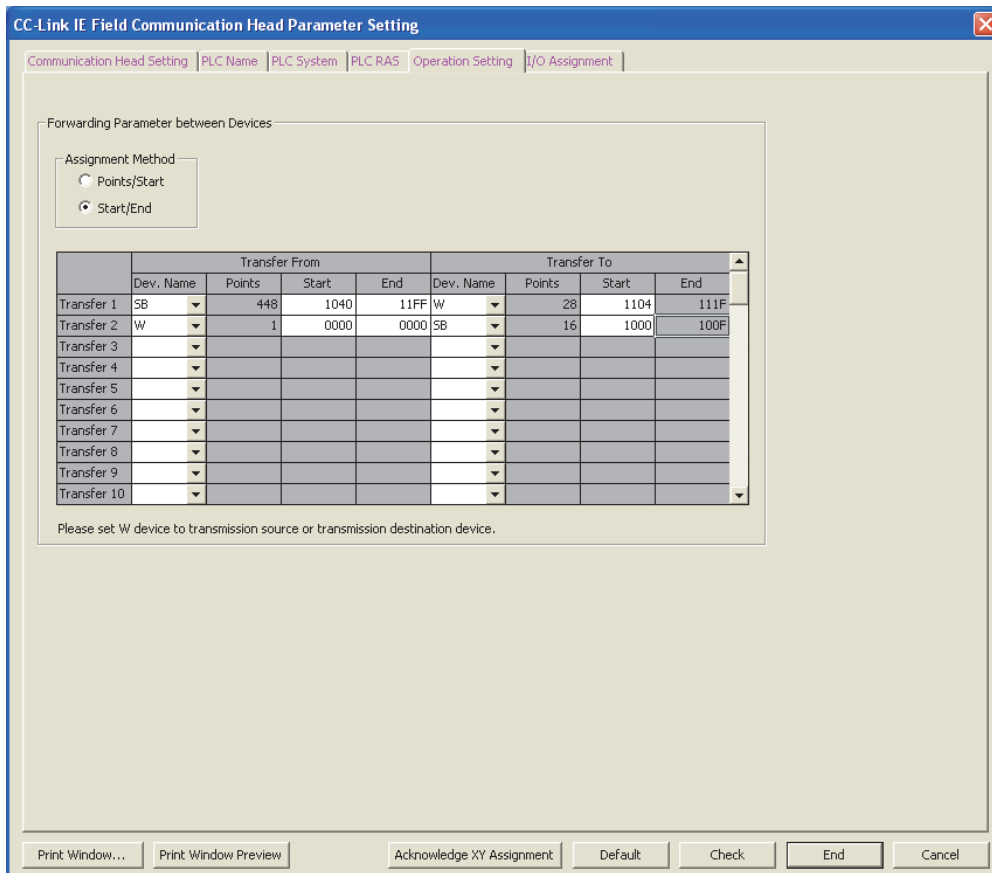 CC-Link IE Field Communication Head Parameter Setting
Communication Head Setting PLC Name PLC System PLC RAS Operation Setting I/O Assignment
Forwarding Parameter between Devices
Assignment Method
Points/Start
Start/End
Transfer From Transfer To
Dev. Name Points Start End Dev. Name Points Start End
Transfer 1 SB 448 1040 11FF W 28 1104 111F
Transfer 2 W 1 0000 0000 SB 16 1000 100F
Transfer 3
Transfer 4
Transfer 5
Transfer 6
Transfer 7
Transfer 8
Transfer 9
Transfer 10
Please set W device to transmission source or transmission destination device.
Print Window... Print Window Preview Acknowledge XY Assignment Default Check End Cancel